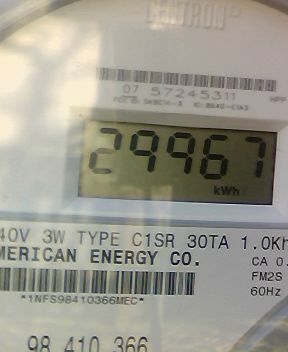 CENTRON®
07 57245311
29967
kWh
40V 3W TYPE C1SR 30TA 1.0Kh
MERICAN ENERGY CO.
CA 0.
FM2S
60Hz
*1NFS98410366MEC*
98 410 366